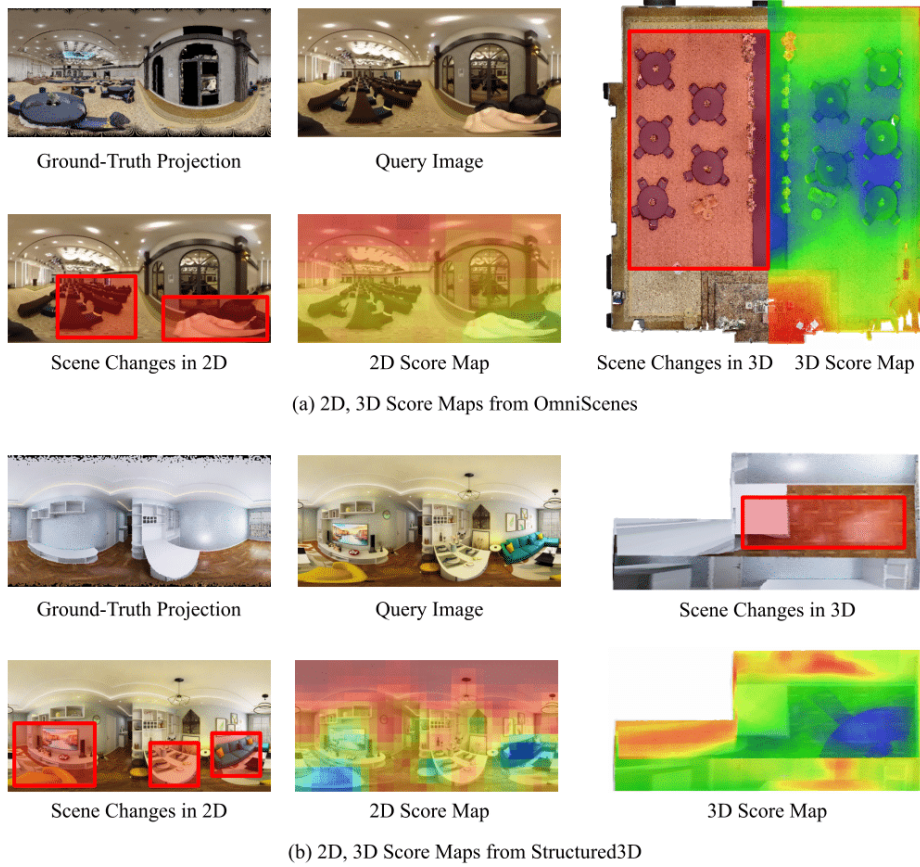 Ground-Truth Projection
Query Image
Scene Changes in 2D
2D Score Map
Scene Changes in 3D
3D Score Map
(a) 2D, 3D Score Maps from OmniScenes
Ground-Truth Projection
Query Image
Scene Changes in 3D
Scene Changes in 2D
2D Score Map
3D Score Map
(b) 2D, 3D Score Maps from Structured3D